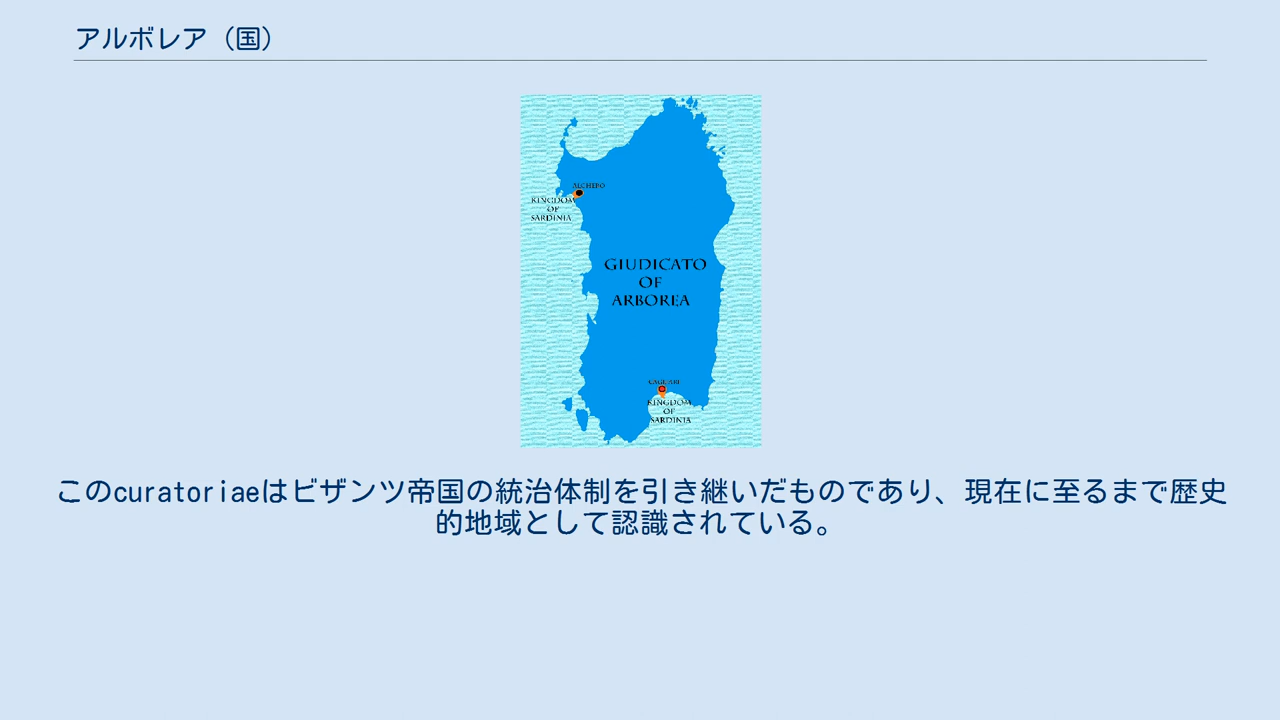 アルボレア（国）
ALGHERO
KINGDOM
OF
SARDINIA
GIUDICATO
OF
ARBOREA
CAGLIARI
KINGDOM
OF
SARDINIA
このcuratoriaeはビザンツ帝国の統治体制を引き継いだものであり、現在に至るまで歴史
的地域として認識されている。